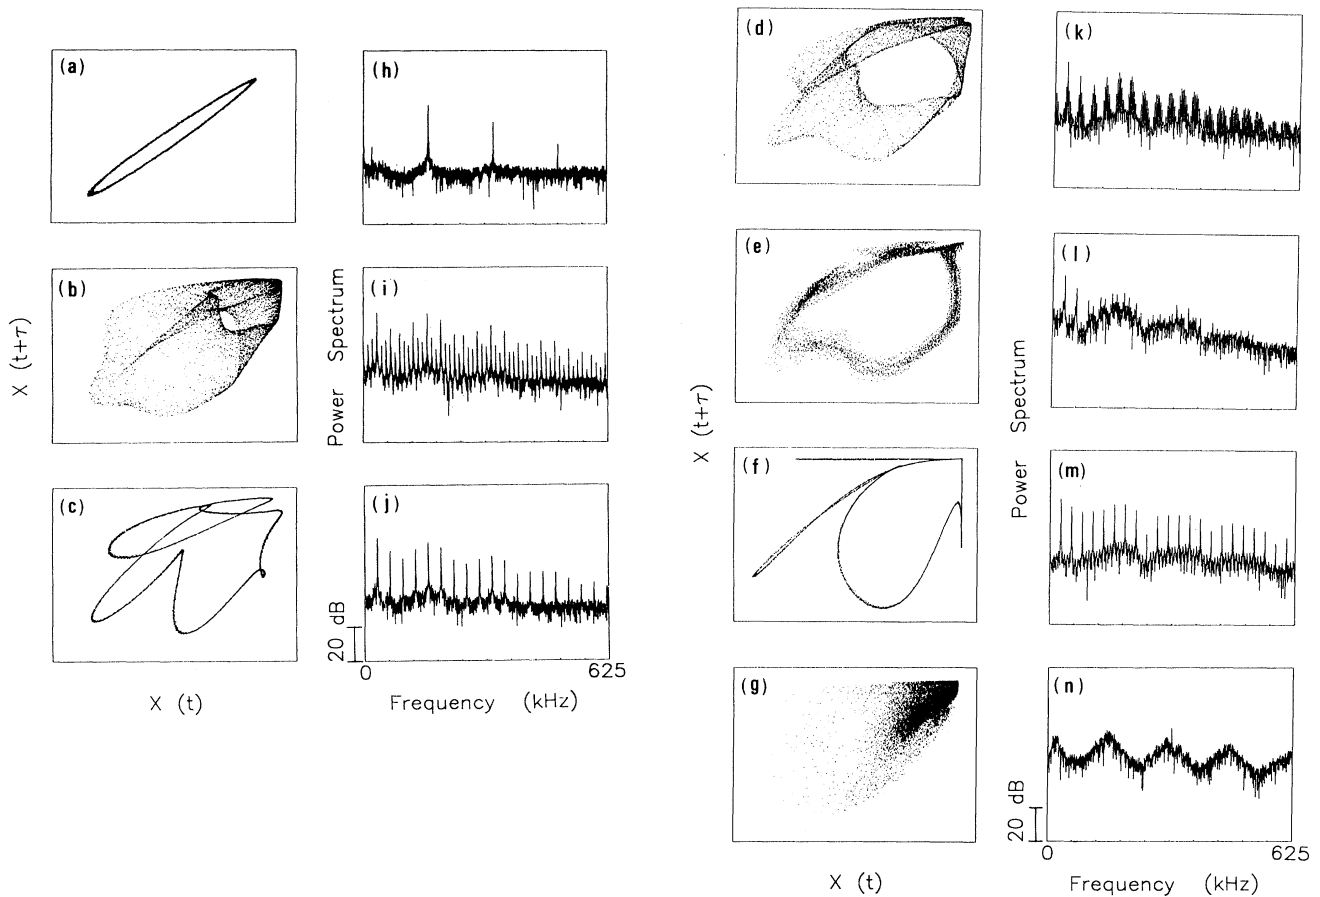 (a)
(h)
(b)
(i)
(c)
(j)
X (t+τ)
Power Spectrum
20 dB
0
625
X (t)
Frequency (kHz)
(d)
(k)
(e)
(l)
(f)
(m)
(g)
(n)
X (t+τ)
Power Spectrum
20 dB
0
625
X (t)
Frequency (kHz)